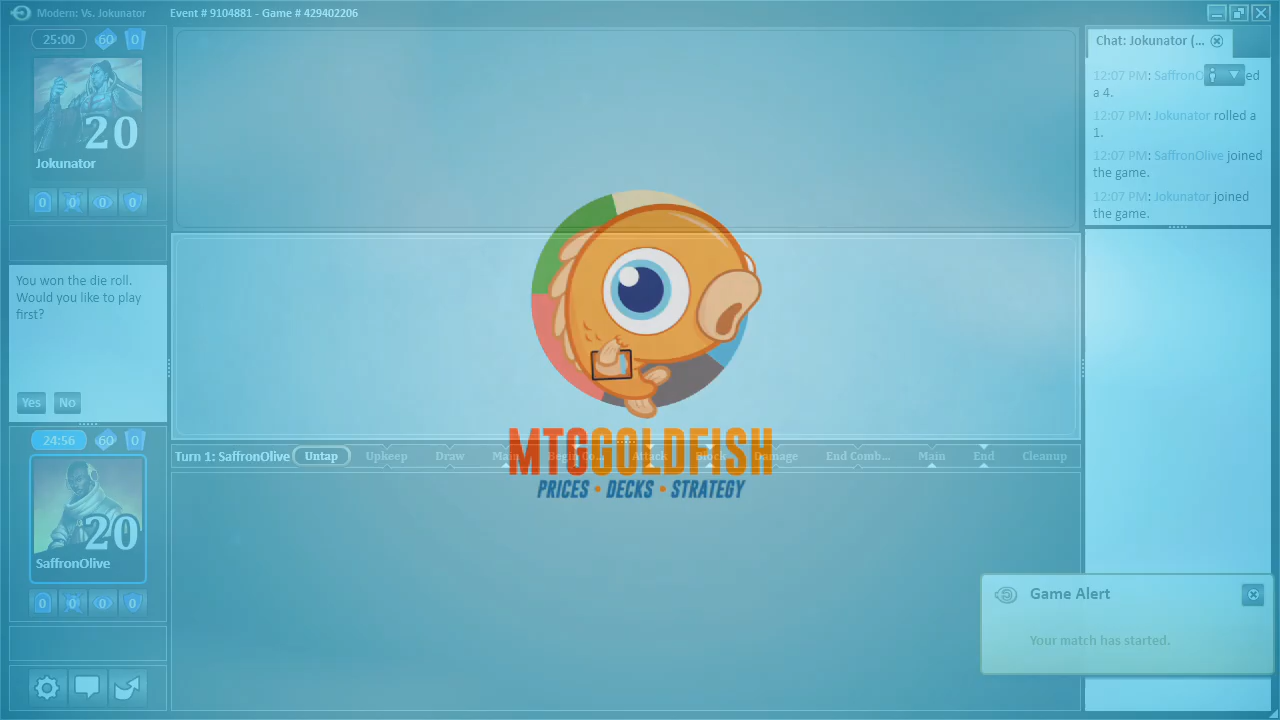 Modern: Vs. Jokunator
Event # 9104881 - Game # 429402206
25:00
60
0
20
Jokunator
0 0 0 0
You won the die roll.
Would you like to play
first?
Yes No
24:56
60
0
20
SaffronOlive
0 0 0 0
Turn 1: SaffronOlive
Untap
Upkeep
Draw
Main
Begin Co...
Attack
Block
Damage
End Comb...
Main
End
Cleanup
MTGGOLDFISH
PRICES • DECKS • STRATEGY
Chat: Jokunator (...
12:07 PM: SaffronO ed
a 4.
12:07 PM: Jokunator rolled a
1.
12:07 PM: SaffronOlive joined
the game.
12:07 PM: Jokunator joined
the game.
Game Alert
Your match has started.